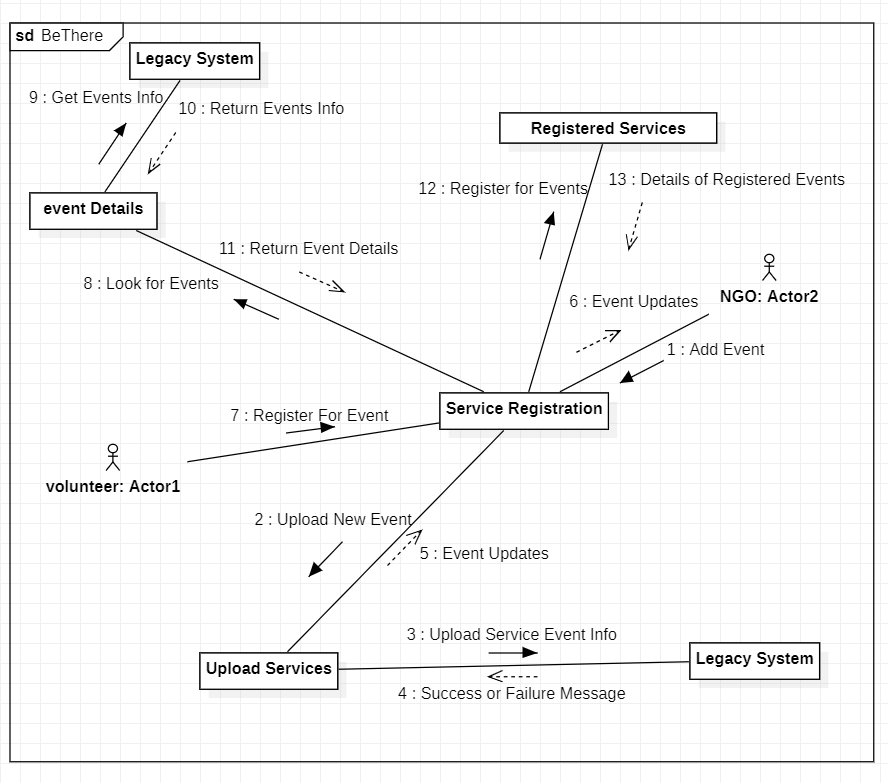 sd BeThere
Legacy System
9 : Get Events Info
10 : Return Events Info
Registered Services
12 : Register for Events
13 : Details of Registered Events
event Details
11 : Return Event Details
8 : Look for Events
6 : Event Updates
NGO: Actor2
1 : Add Event
Service Registration
7 : Register For Event
volunteer: Actor1
2 : Upload New Event
5 : Event Updates
3 : Upload Service Event Info
Upload Services
Legacy System
4 : Success or Failure Message